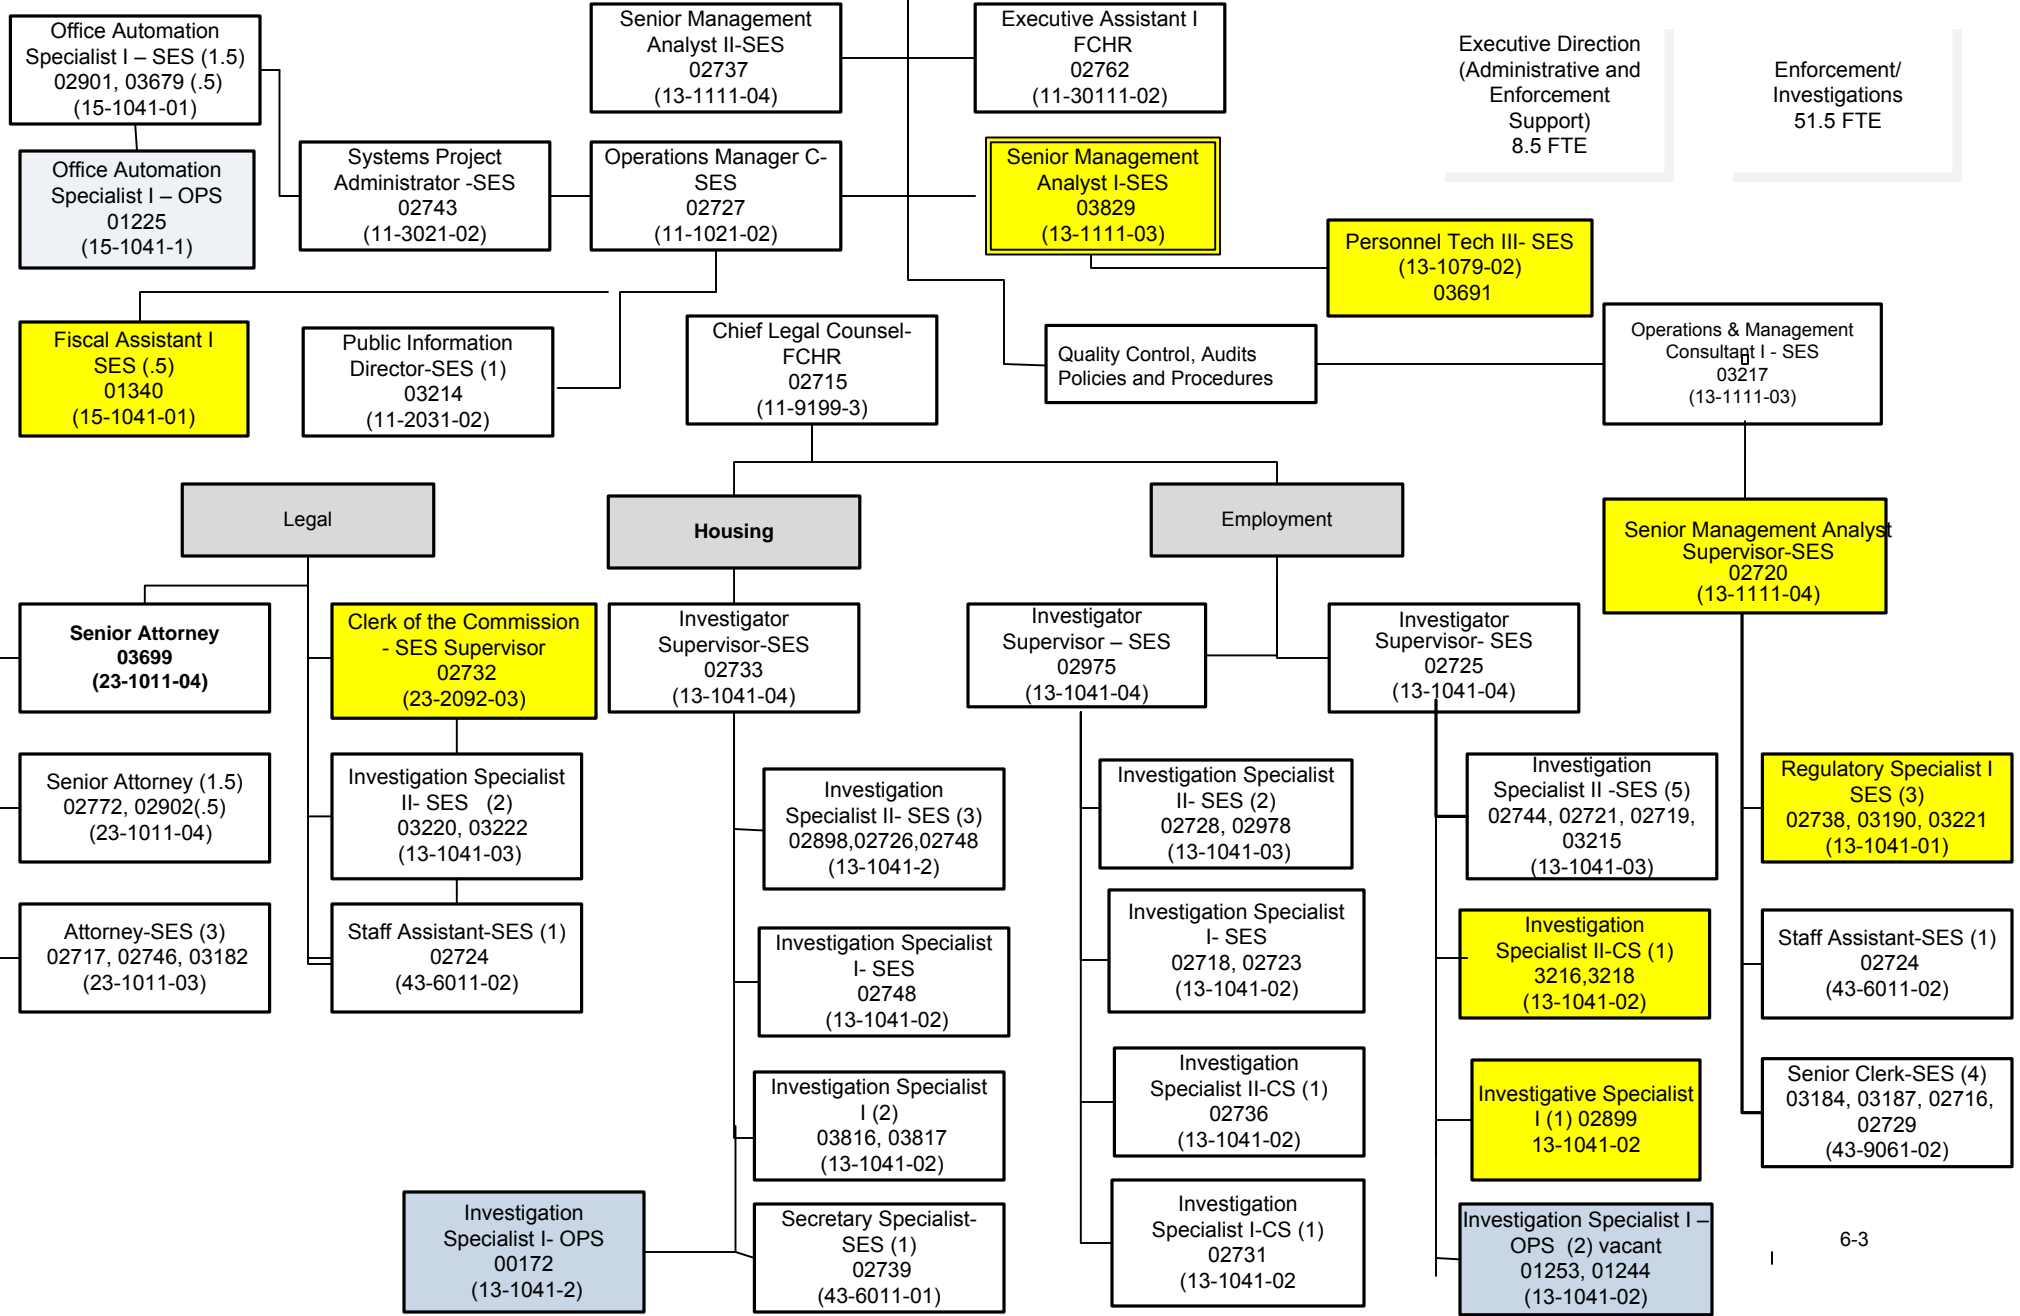 Office Automation
Specialist I – SES (1.5)
02901, 03679 (.5)
(15-1041-01)
Senior Management
Analyst II-SES
02737
(13-1111-04)
Executive Assistant I
FCHR
02762
(11-30111-02)
Executive Direction
(Administrative and
Enforcement
Support)
8.5 FTE
Enforcement/
Investigations
51.5 FTE
Office Automation
Specialist I – OPS
01225
(15-1041-1)
Systems Project
Administrator -SES
02743
(11-3021-02)
Operations Manager C-
SES
02727
(11-1021-02)
Senior Management
Analyst I-SES
03829
(13-1111-03)
Personnel Tech III- SES
(13-1079-02)
03691
Fiscal Assistant I
SES (.5)
01340
(15-1041-01)
Public Information
Director-SES (1)
03214
(11-2031-02)
Chief Legal Counsel-
FCHR
02715
(11-9199-3)
Quality Control, Audits
Policies and Procedures
Operations & Management
Consultant I - SES
03217
(13-1111-03)
Legal
Housing
Employment
Senior Management Analyst
Supervisor-SES
02720
(13-1111-04)
Senior Attorney
03699
(23-1011-04)
Clerk of the Commission
- SES Supervisor
02732
(23-2092-03)
Investigator
Supervisor-SES
02733
(13-1041-04)
Investigator
Supervisor – SES
02975
(13-1041-04)
Investigator
Supervisor- SES
02725
(13-1041-04)
Senior Attorney (1.5)
02772, 02902(.5)
(23-1011-04)
Investigation Specialist
II- SES (2)
03220, 03222
(13-1041-03)
Investigation
Specialist II- SES (3)
02898,02726,02748
(13-1041-2)
Investigation Specialist
II- SES (2)
02728, 02978
(13-1041-03)
Investigation
Specialist II -SES (5)
02744, 02721, 02719,
03215
(13-1041-03)
Regulatory Specialist I
SES (3)
02738, 03190, 03221
(13-1041-01)
Attorney-SES (3)
02717, 02746, 03182
(23-1011-03)
Staff Assistant-SES (1)
02724
(43-6011-02)
Investigation Specialist
I- SES
02748
(13-1041-02)
Investigation Specialist
I- SES
02718, 02723
(13-1041-02)
Investigation
Specialist II-CS (1)
3216,3218
(13-1041-02)
Staff Assistant-SES (1)
02724
(43-6011-02)
Investigation Specialist
I (2)
03816, 03817
(13-1041-02)
Investigation
Specialist II-CS (1)
02736
(13-1041-02)
Investigative Specialist
I (1) 02899
13-1041-02
Senior Clerk-SES (4)
03184, 03187, 02716,
02729
(43-9061-02)
Investigation
Specialist I- OPS
00172
(13-1041-2)
Secretary Specialist-
SES (1)
02739
(43-6011-01)
Investigation
Specialist I-CS (1)
02731
(13-1041-02
Investigation Specialist I –
OPS (2) vacant
01253, 01244
(13-1041-02)
6-3